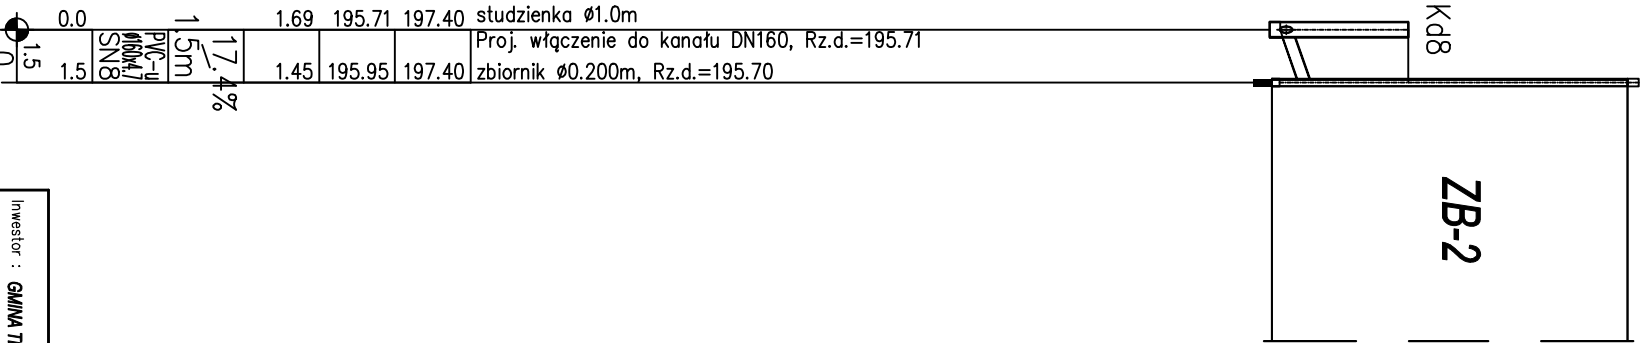 0.0 1.69 195.71 197.40 studzienka ø1.0m
Proj. włączenie do kanału DN160, Rz.d.=195.71
1.5 1.45 195.95 197.40 zbiornik ø0.200m, Rz.d.=195.70
1.5
PVC-u
ø160x4,7
SN8
1.5m
17.4%
Kd8
ZB-2
Inwestor : GMINA